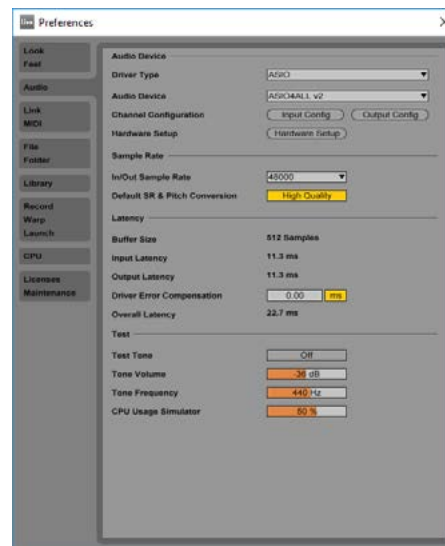 Live Preferences
Look
Feel
Audio
Link
MIDI
File
Folder
Library
Record
Warp
Launch
CPU
Licenses
Maintenance
Audio Device
Driver Type ASIO
Audio Device ASIO4ALL v2
Channel Configuration Input Config Output Config
Hardware Setup Hardware Setup
Sample Rate
In/Out Sample Rate 48000
Default SR & Pitch Conversion High Quality
Latency
Buffer Size 512 Samples
Input Latency 11.3 ms
Output Latency 11.3 ms
Driver Error Compensation 0.00 ms
Overall Latency 22.7 ms
Test
Test Tone Off
Tone Volume -36 dB
Tone Frequency 440 Hz
CPU Usage Simulator 50 %